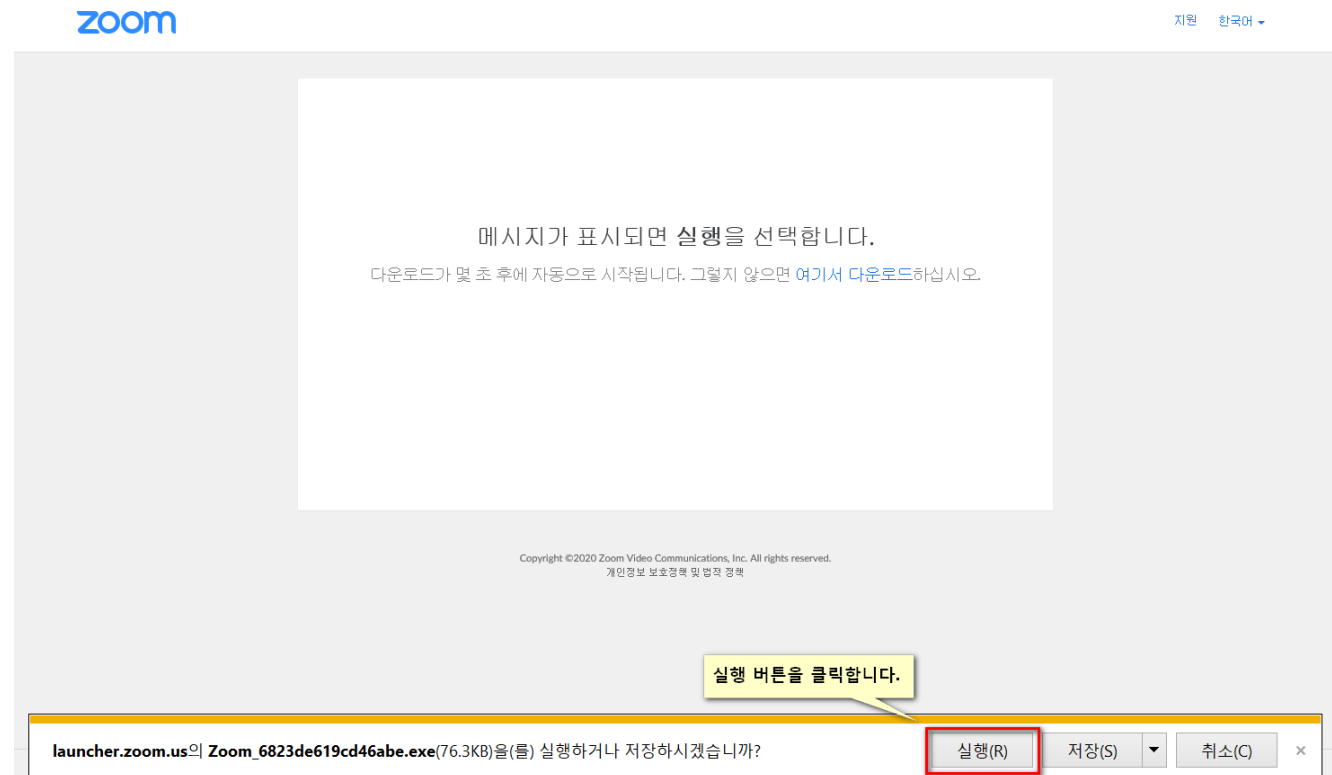 zoom
지원 한국어
메시지가 표시되면 실행을 선택합니다.
다운로드가 몇 초 후에 자동으로 시작됩니다. 그렇지 않으면 여기서 다운로드하십시오.
Copyright ©2020 Zoom Video Communications, Inc. All rights reserved.
개인정보 보호정책 및 법적 정책
실행 버튼을 클릭합니다.
launcher.zoom.us의 Zoom_6823de619cd46abe.exe(76.3KB)을(를) 실행하거나 저장하시겠습니까? 실행(R) 저장(S) 취소(C) ×